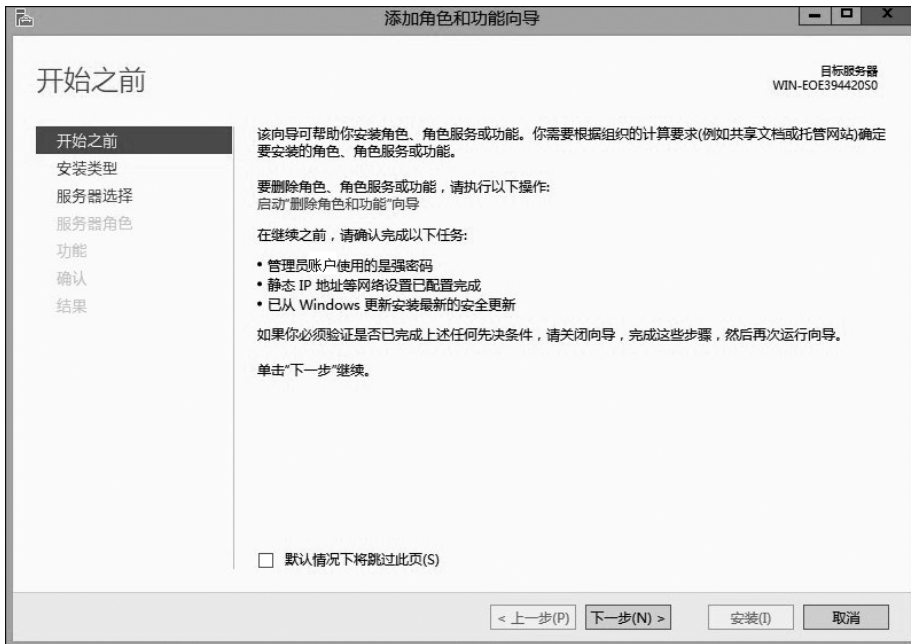 添加角色和功能向导
开始之前
目标服务器
WIN-EOE394420S0
开始之前
安装类型
服务器选择
服务器角色
功能
确认
结果
该向导可帮助你安装角色、角色服务或功能。你需要根据组织的计算要求(例如共享文档或托管网站)确定
要安装的角色、角色服务或功能。
要删除角色、角色服务或功能，请执行以下操作:
启动"删除角色和功能"向导
在继续之前，请确认完成以下任务:
• 管理员账户使用的是强密码
• 静态 IP 地址等网络设置已配置完成
• 已从 Windows 更新安装最新的安全更新
如果你必须验证是否已完成上述任何先决条件，请关闭向导，完成这些步骤，然后再次运行向导。
单击"下一步"继续。
默认情况下将跳过此页(S)
< 上一步(P)
下一步(N) >
安装(I)
取消